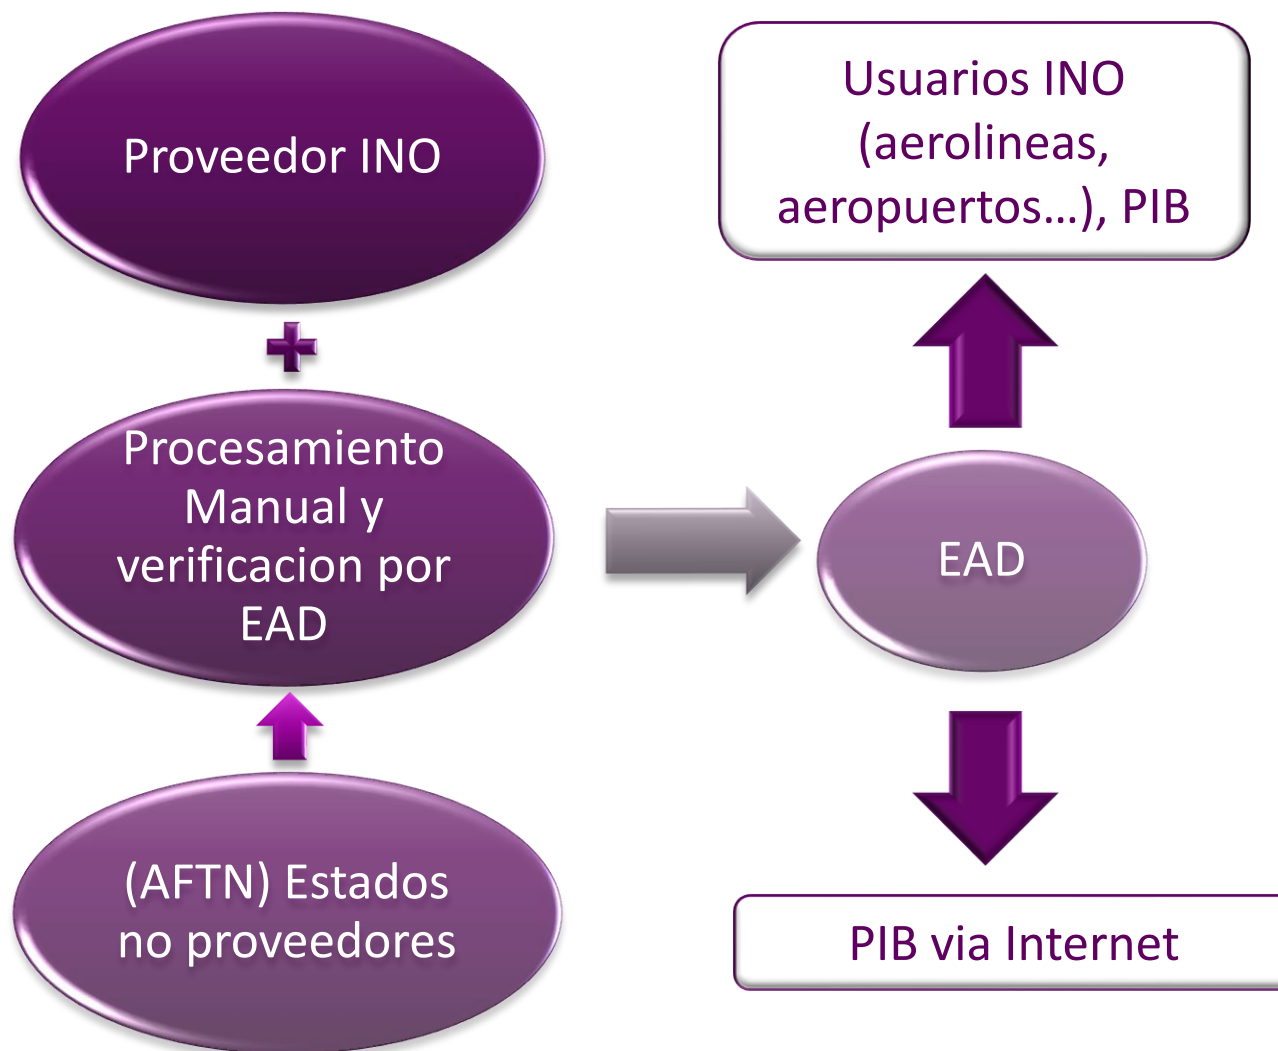 Proveedor INO
Procesamiento
Manual y
verificacion por
EAD
(AFTN) Estados
no proveedores
EAD
Usuarios INO
(aerolineas,
aeropuertos...), PIB
PIB via Internet